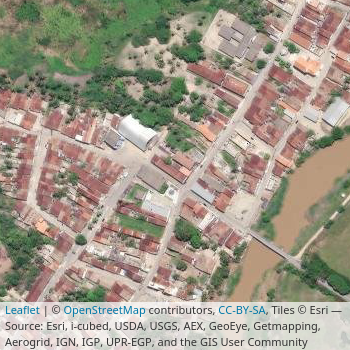 Leaflet | © OpenStreetMap contributors, CC-BY-SA, Tiles © Esri —
Source: Esri, i-cubed, USDA, USGS, AEX, GeoEye, Getmapping,
Aerogrid, IGN, IGP, UPR-EGP, and the GIS User Community